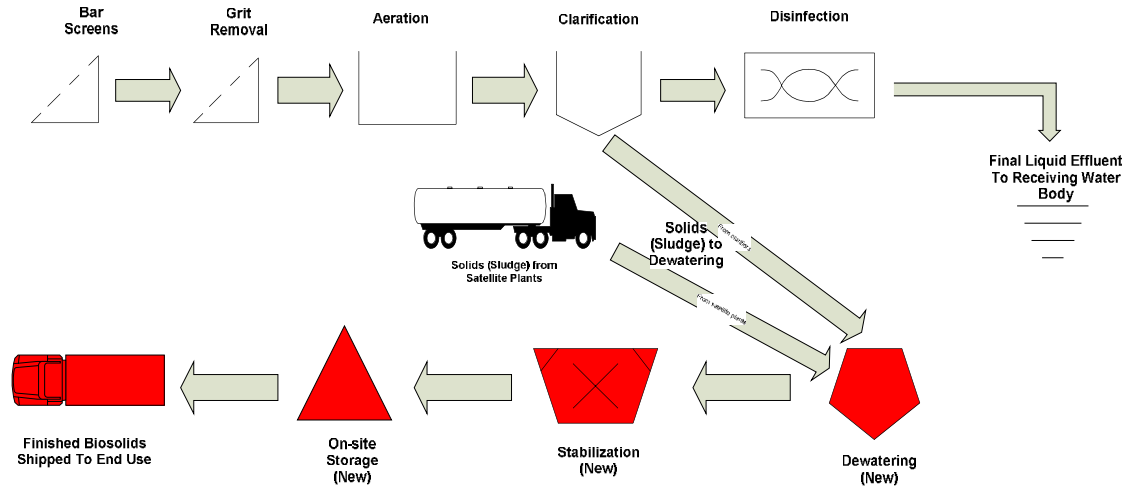 Bar
Screens
Grit
Removal
Aeration
Clarification
Disinfection
Final Liquid Effluent
To Receiving Water
Body
From clarifiers
Solids
(Sludge) to
Dewatering
Solids (Sludge) from
Satellite Plants
From satellite plants
Finished Biosolids
Shipped To End Use
On-site
Storage
(New)
Stabilization
(New)
Dewatering
(New)